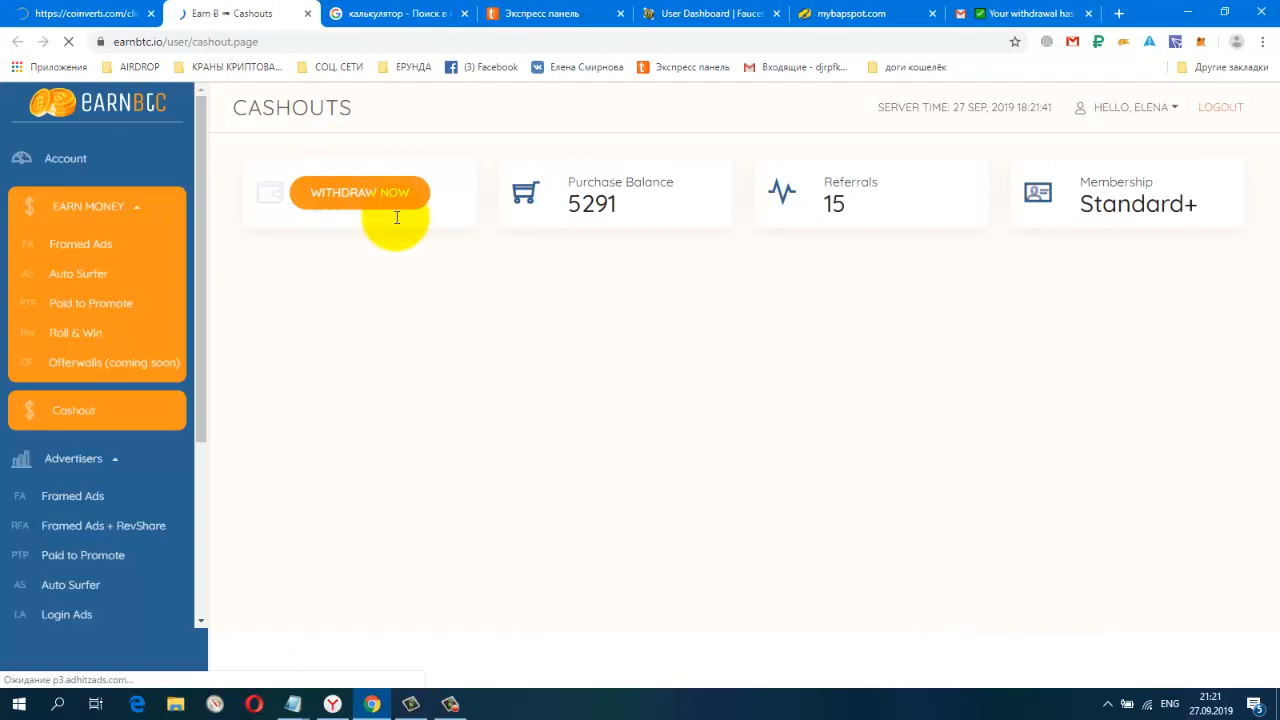 https://coinverti.com/clie
Earn B ⥤ Cashouts
калькулятор - Поиск в
Экспресс панель
User Dashboard | Faucet
mybapspot.com
Your withdrawal has
earnbtc.io/user/cashout.page
Приложения
AIRDROP
КРАНЫ КРИПТОВА...
СОЦ. СЕТИ
ЕРУНДА
(3) Facebook
Елена Смирнова
Экспресс панель
Входящие - djrpfk...
доги кошелёк
Другие закладки
EARNBTC
CASHOUTS
SERVER TIME: 27 SEP, 2019 18:21:41
HELLO, ELENA
LOGOUT
Account
WITHDRAW NOW
Purchase Balance
5291
Referrals
15
Membership
Standard+
EARN MONEY
FA Framed Ads
AS Auto Surfer
PTP Paid to Promote
RW Roll & Win
OF Offerwalls (coming soon)
Cashout
Advertisers
FA Framed Ads
RFA Framed Ads + RevShare
PTP Paid to Promote
AS Auto Surfer
LA Login Ads
Ожидание p3.adhitzads.com...
ENG
21:21
27.09.2019
5